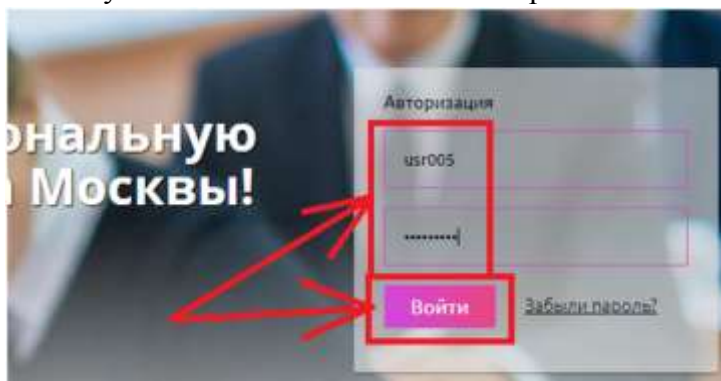 Авторизация
ональную
Москвы!
usr005
•••••••••
Войти
Забыли пароль?